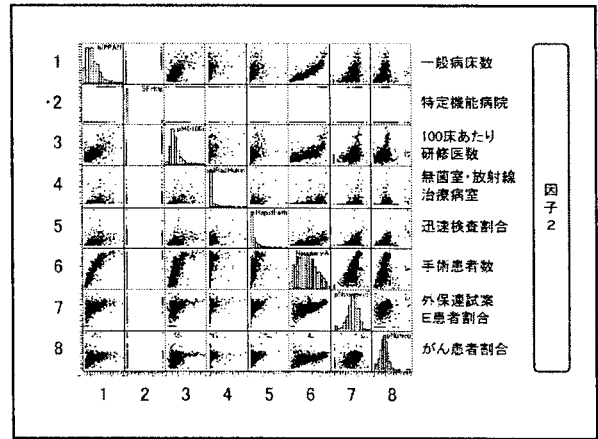 1
一般病床数
・2
特定機能病院
3
100床あたり
研修医数
4
無菌室・放射線
治療病室
5
迅速検査割合
6
手術患者数
7
外保連試案
E患者割合
8
がん患者割合
因子2
1 2 3 4 5 6 7 8